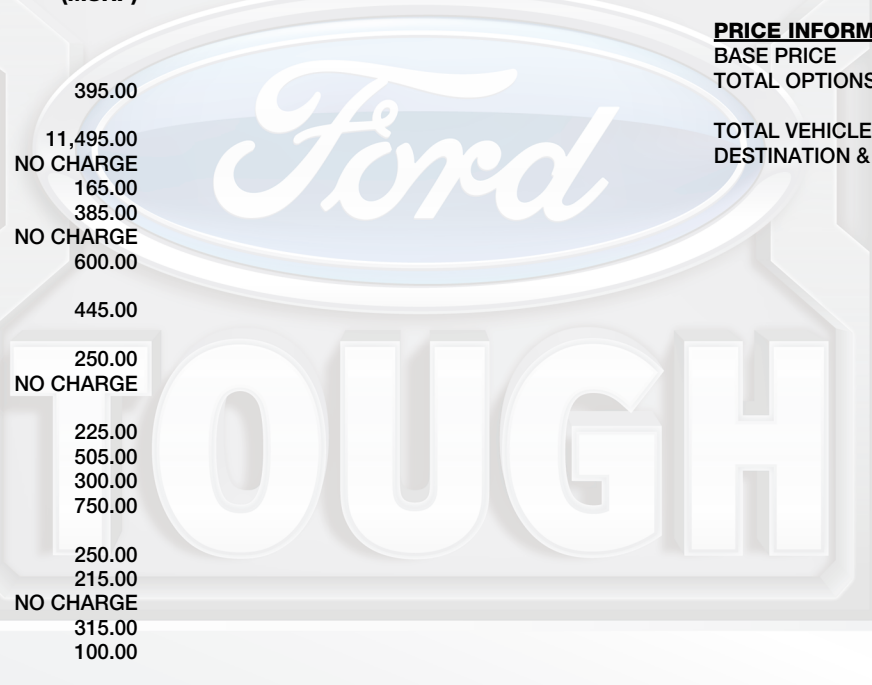 (MSRP)
395.00
11,495.00
NO CHARGE
165.00
385.00
NO CHARGE
600.00
445.00
250.00
NO CHARGE
225.00
505.00
300.00
750.00
250.00
215.00
NO CHARGE
315.00
100.00
PRICE INFORM
BASE PRICE
TOTAL OPTIONS
TOTAL VEHICLE
DESTINATION &
Ford
TOUGH